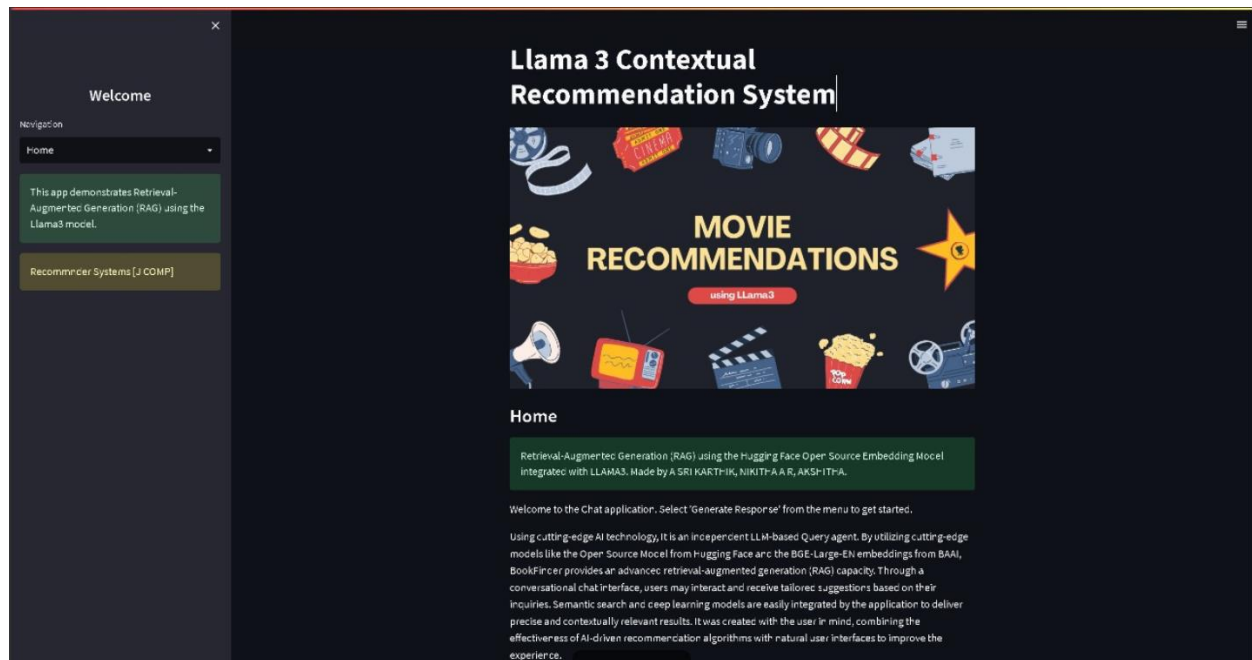 Welcome
Navigation
Home
This app demonstrates Retrieval-
Augmented Generation (RAG) using the
Llama3 model.
Recommnder Systems [J COMP]
Llama 3 Contextual
Recommendation System
CINEMA
MOVIE
RECOMMENDATIONS
using LLama3
POP
CORN
Home
Retrieval-Augmented Generation (RAG) using the Hugging Face Open Source Embedding Model
integrated with LLAMA3. Made by A SRI KARTHIK, NIKITHA A R, AKSHITHA.
Welcome to the Chat application. Select 'Generate Response' from the menu to get started.
Using cutting-edge AI technology, It is an independent LLM-based Query agent. By utilizing cutting-edge
models like the Open Source Model from Hugging Face and the BGE-Large-EN embeddings from BAAI,
BookFinder provides an advanced retrieval-augmented generation (RAG) capacity. Through a
conversational chat interface, users may interact and receive tailored suggestions based on their
inquiries. Semantic search and deep learning models are easily integrated by the application to deliver
precise and contextually relevant results. It was created with the user in mind, combining the
effectiveness of AI-driven recommendation algorithms with natural user interfaces to improve the
experience.